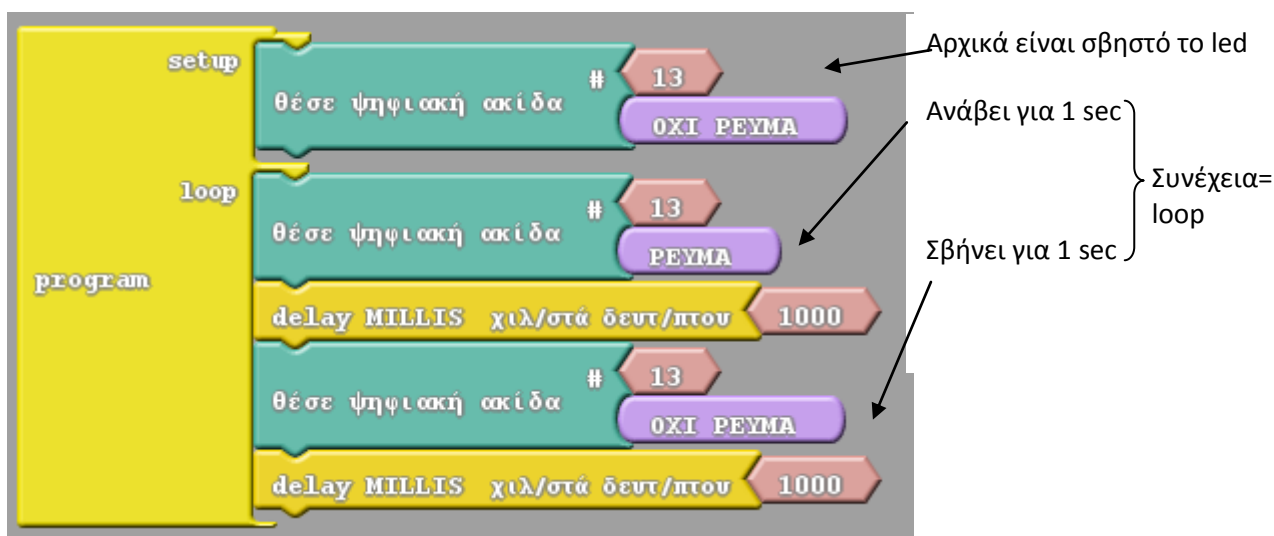 setup
θέσε ψηφιακή ακίδα # 13
ΟΧΙ ΡΕΥΜΑ
loop
θέσε ψηφιακή ακίδα # 13
ΡΕΥΜΑ
program
delay MILLIS χιλ/στά δευτ/πτου 1000
θέσε ψηφιακή ακίδα # 13
ΟΧΙ ΡΕΥΜΑ
delay MILLIS χιλ/στά δευτ/πτου 1000
Αρχικά είναι σβηστό το led
Ανάβει για 1 sec
Σβήνει για 1 sec
Συνέχεια=
loop